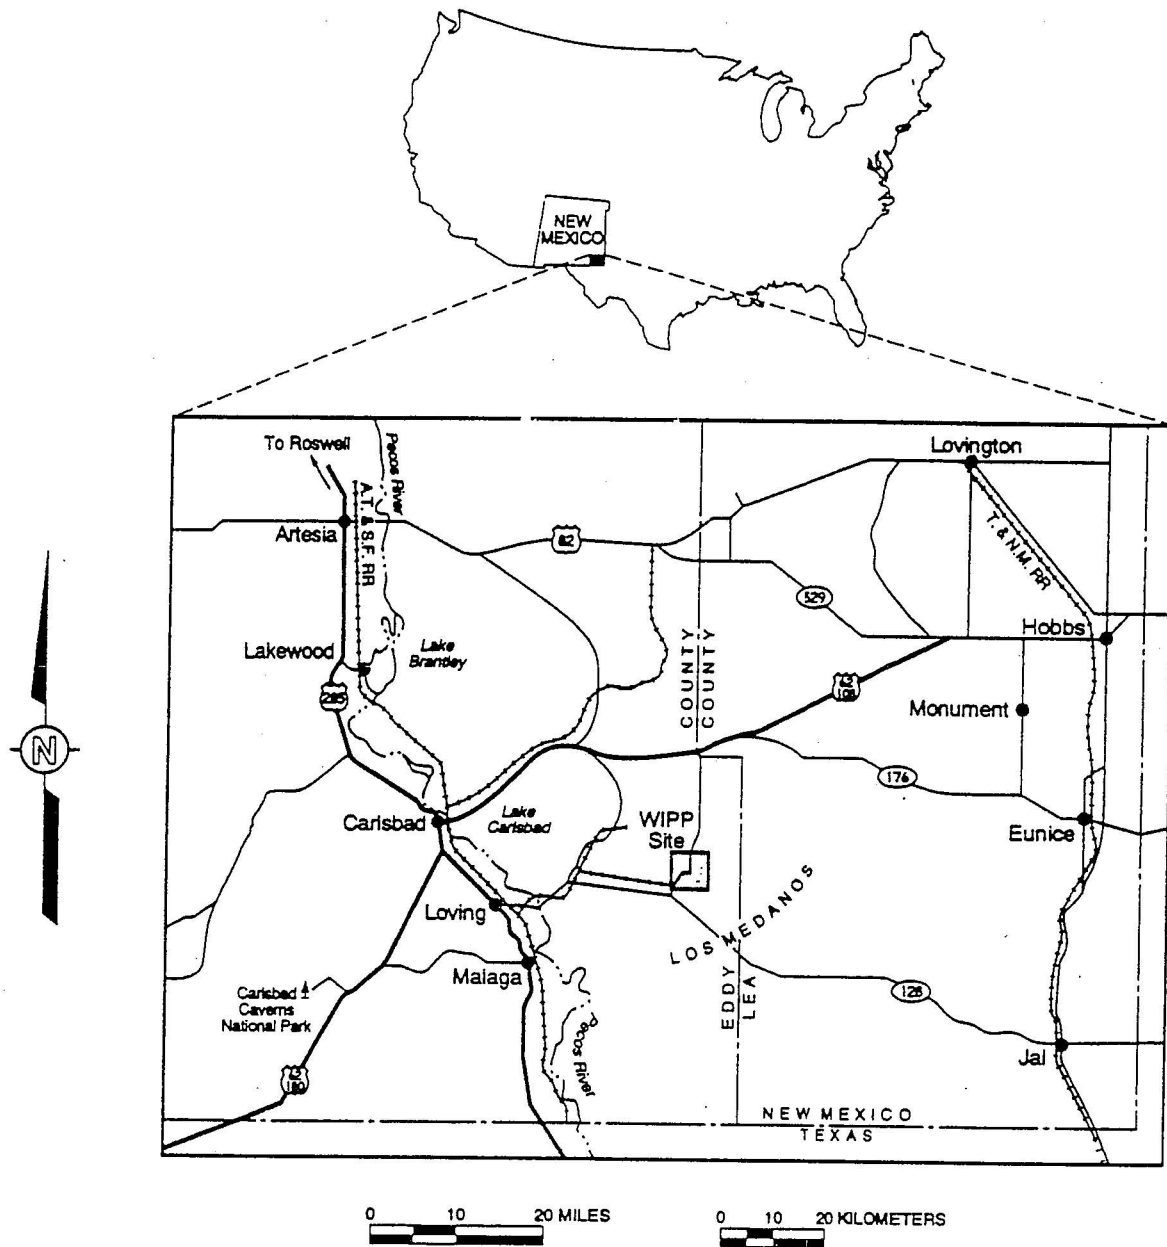 NEW
MEXICO
To Roswell
Pecos River
A.T. & S.F. RR
Artesia
82
Lovington
T. & N.M. RR
529
Hobbs
Lakewood
Lake
Brantley
285
COUNTY
COUNTY
62
180
Monument
176
Carlsbad
Lake
Carlsbad
WIPP
Site
Eunice
Loving
LOS MEDANOS
Malaga
EDDY
LEA
128
Carlsbad
Caverns
National Park
Pecos River
Jal
62
180
NEW MEXICO
TEXAS
N
0 10 20 MILES
0 10 20 KILOMETERS